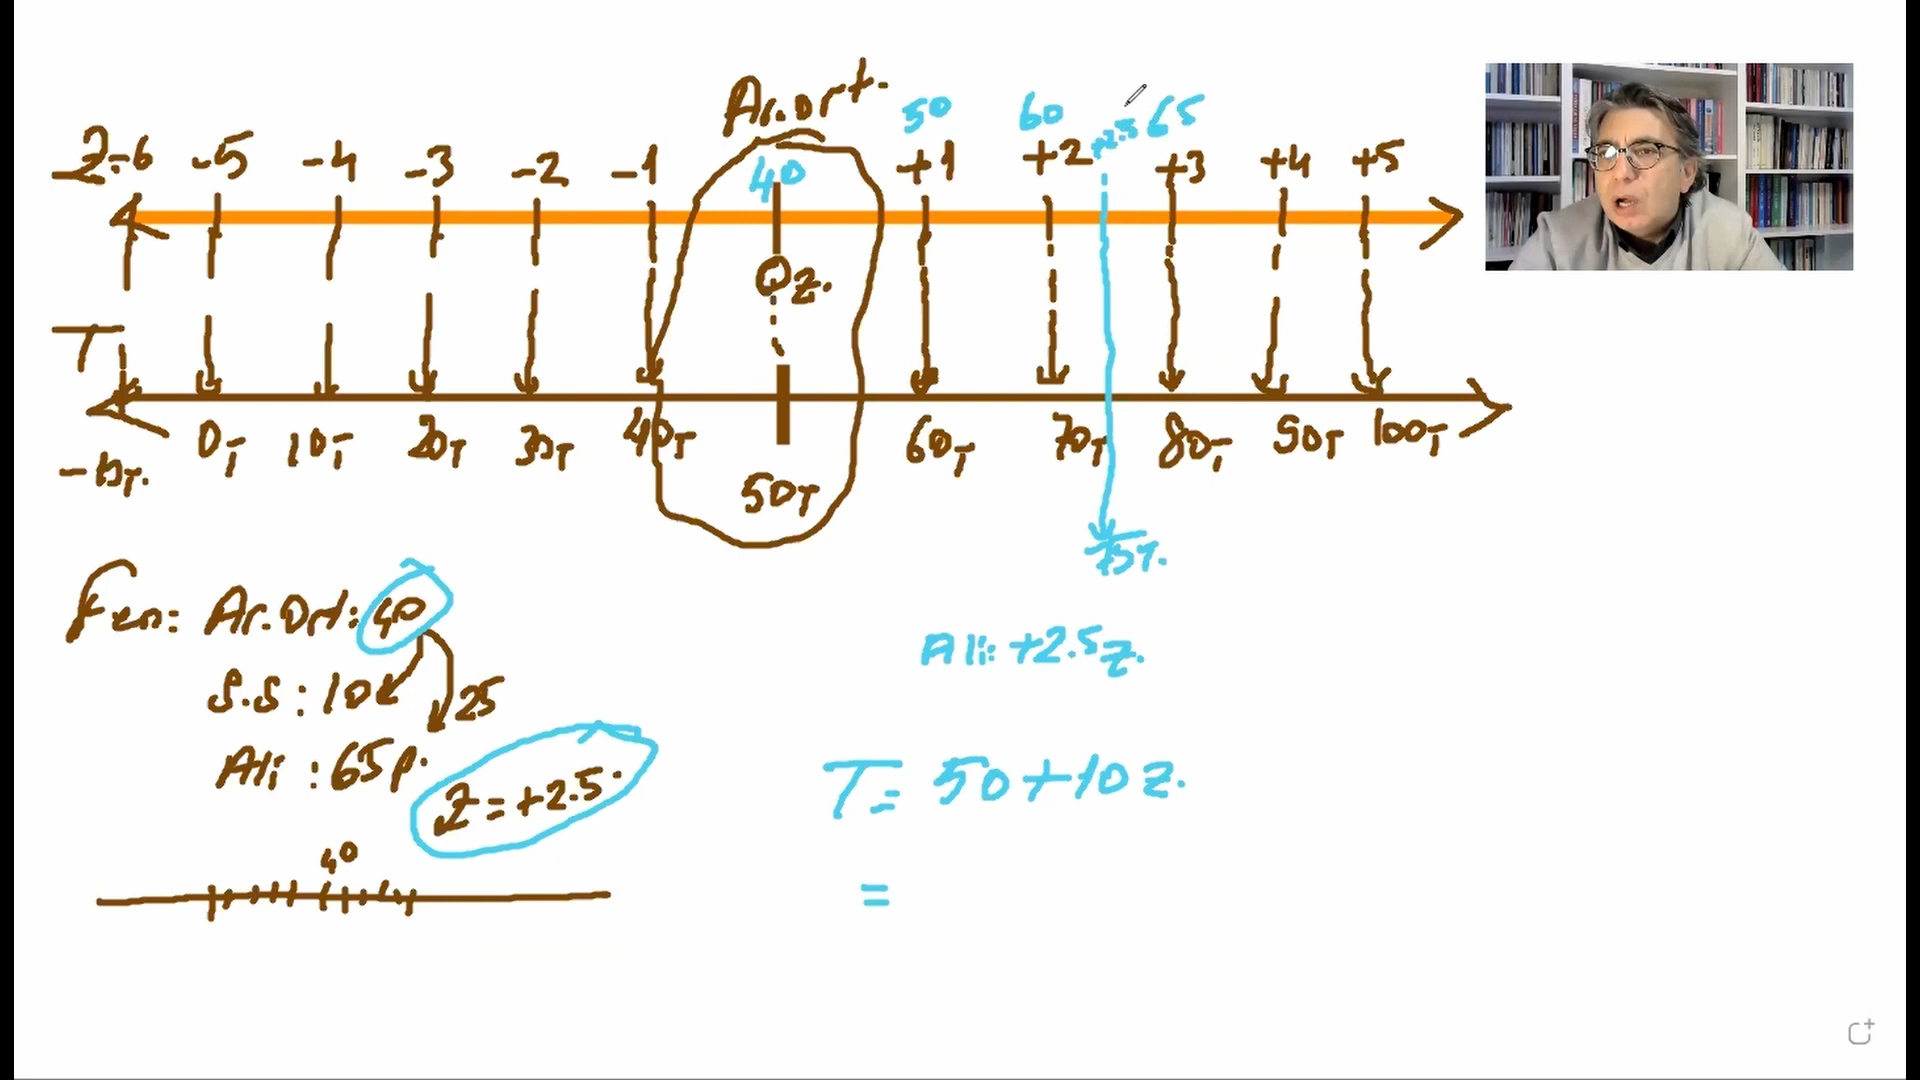 Ar.ort.
50 60 +2.5 65
Z -6 -5 -4 -3 -2 -1 40 +1 +2 +3 +4 +5
0z.
T
-10T. 0T 10T 20T 30T 40T 50T 60T 70T 80T 90T 100T
75T.
Fen: Ar.Ort: 40
S.S : 10 25
Ali : 65p.
Z = +2.5.
40
Ali: +2.5z.
T = 50+10z.
=